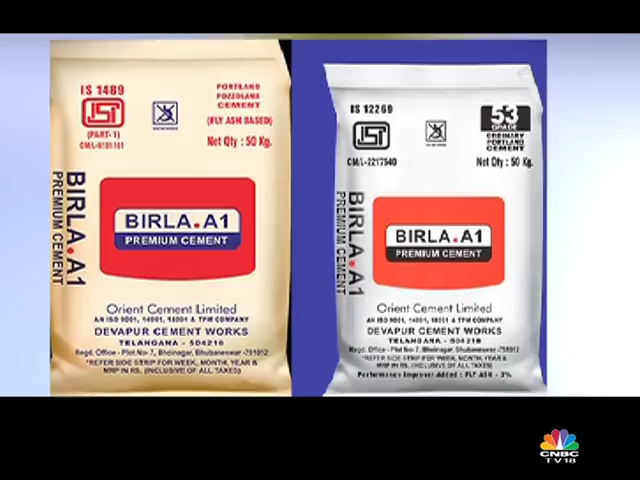 IS 1489
(PART- 1)
PORTLAND
POZZOLANA
CEMENT
(FLY ASH BASED)
Net Qty : 50 Kg.
BIRLA.A1
PREMIUM CEMENT
BIRLA.A1
PREMIUM CEMENT
Orient Cement Limited
AN ISO 9001, 14001, 18001 & TPM COMPANY
DEVAPUR CEMENT WORKS
TELANGANA - 504218
Regd. Office - Plot No- 7, Bhoinagar, Bhubaneswar -751012
*REFER SIDE STRIP FOR WEEK, MONTH, YEAR &
MRP IN RS. (INCLUSIVE OF ALL TAXES)
IS 12269
CM/L-2217540
53
GRADE
ORDINARY
PORTLAND
CEMENT
Net Qty : 50 Kg.
BIRLA.A1
PREMIUM CEMENT
BIRLA.A1
PREMIUM CEMENT
Orient Cement Limited
AN ISO 9001, 14001, 18001 & TPM COMPANY
DEVAPUR CEMENT WORKS
TELANGANA - 504218
Regd. Office - Plot No- 7, Bhoinagar, Bhubaneswar -751012
*REFER SIDE STRIP FOR WEEK, MONTH, YEAR &
MRP IN RS. (INCLUSIVE OF ALL TAXES)
Performance Improver Added : FLY ASH - 3%
CNBC
TV18